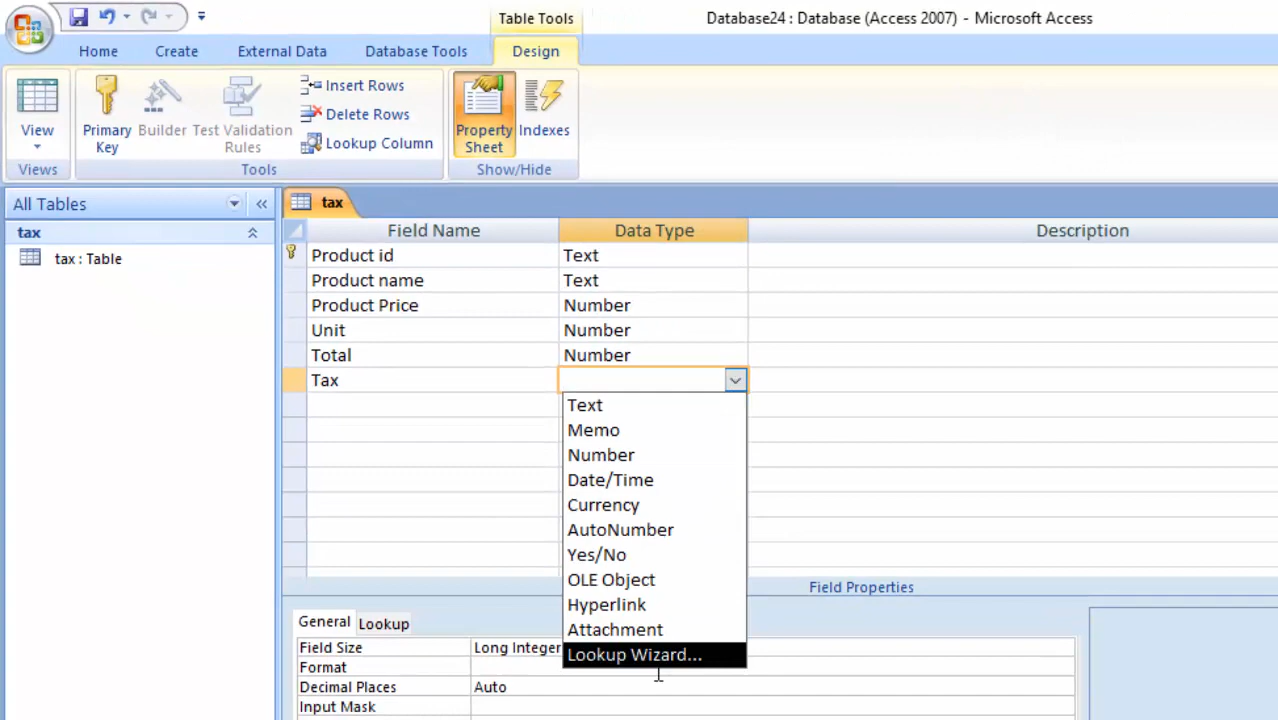 Table Tools
Database24 : Database (Access 2007) - Microsoft Access
Home
Create
External Data
Database Tools
Design
View
Primary Key
Builder
Test Validation Rules
Insert Rows
Delete Rows
Lookup Column
Property Sheet
Indexes
Views
Tools
Show/Hide
All Tables
tax
tax : Table
tax
Field Name Data Type Description
Product id Text
Product name Text
Product Price Number
Unit Number
Total Number
Tax
Text
Memo
Number
Date/Time
Currency
AutoNumber
Yes/No
OLE Object
Hyperlink
Attachment
Lookup Wizard...
Field Properties
General
Lookup
Field Size Long Integer
Format
Decimal Places Auto
Input Mask